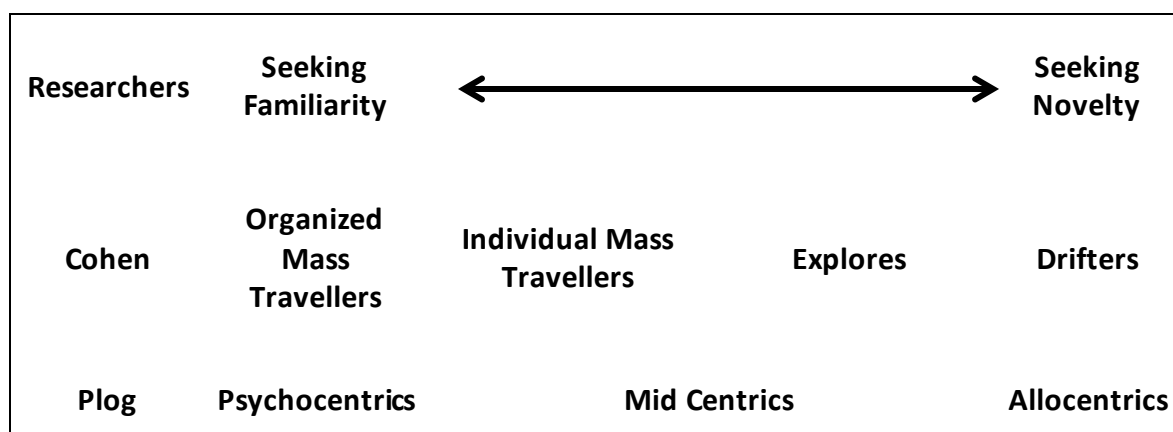 Researchers
Seeking
Familiarity
Seeking
Novelty
Cohen
Organized
Mass
Travellers
Individual Mass
Travellers
Explores
Drifters
Plog
Psychocentrics
Mid Centrics
Allocentrics